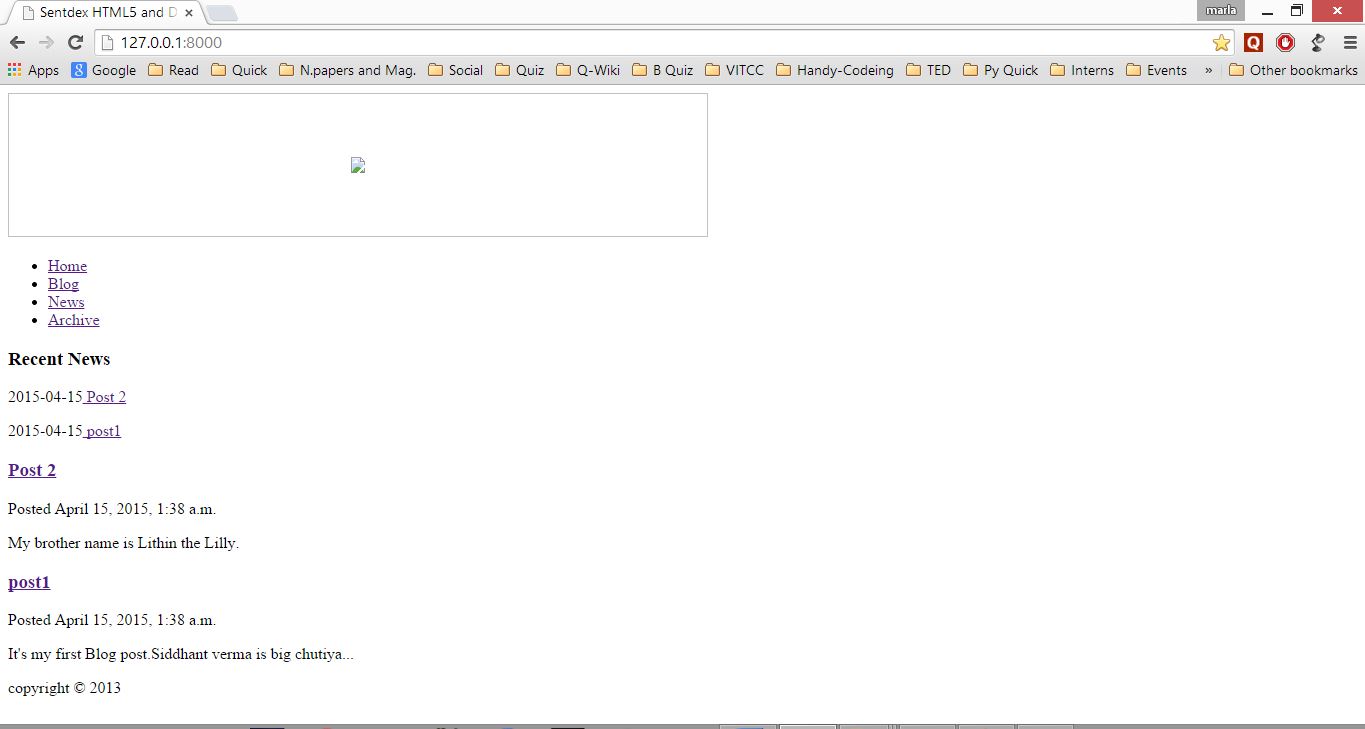 Sentdex HTML5 and D
marla
127.0.0.1:8000
Apps Google Read Quick N.papers and Mag. Social Quiz Q-Wiki B Quiz VITCC Handy-Codeing TED Py Quick Interns Events » Other bookmarks
Home
Blog
News
Archive
Recent News
2015-04-15 Post 2
2015-04-15 post1
Post 2
Posted April 15, 2015, 1:38 a.m.
My brother name is Lithin the Lilly.
post1
Posted April 15, 2015, 1:38 a.m.
It's my first Blog post.Siddhant verma is big chutiya...
copyright © 2013